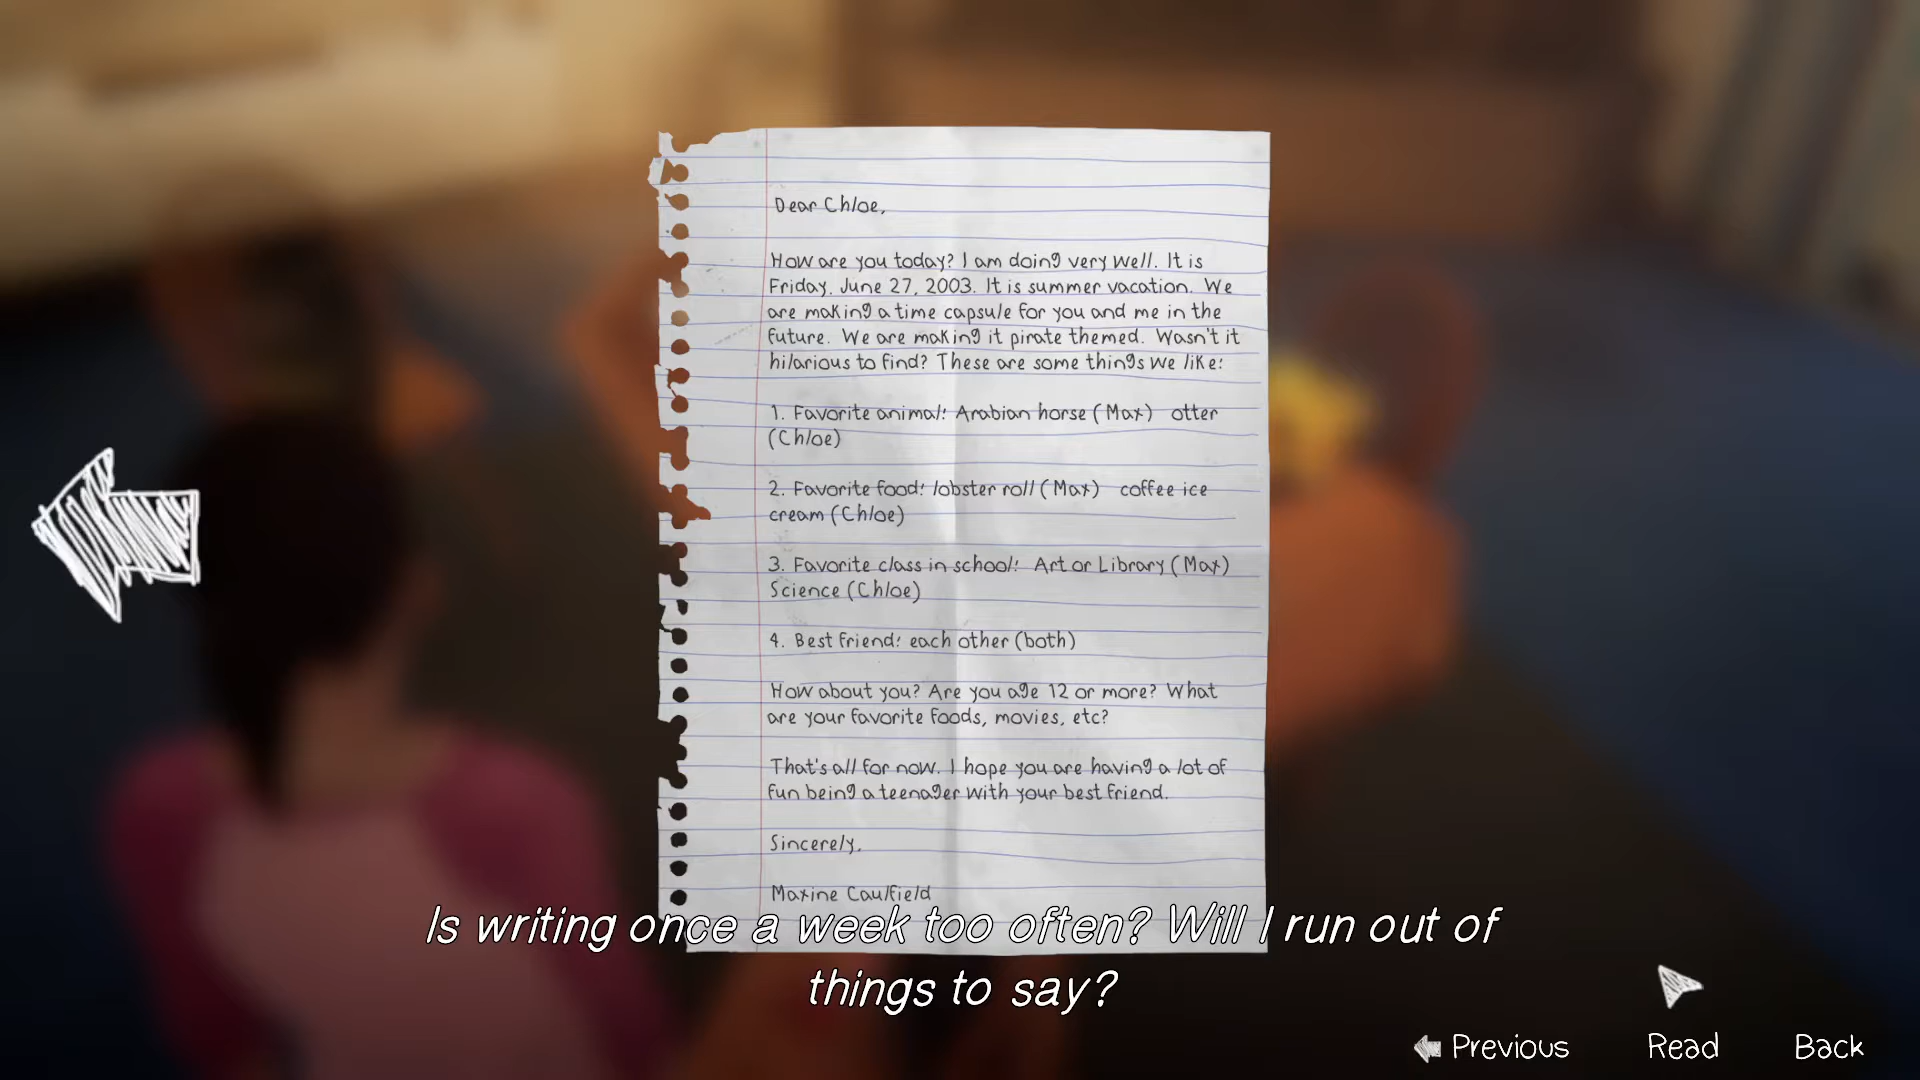 Dear Chloe,
How are you today? I am doing very well. It is
Friday, June 27, 2003. It is summer vacation. We
are making a time capsule for you and me in the
future. We are making it pirate themed. Wasn't it
hilarious to find? These are some things we like:
1. Favorite animal: Arabian horse (Max) otter
(Chloe)
2. Favorite food: lobster roll (Max) coffee ice
cream (Chloe)
3. Favorite class in school: Art or Library (Max)
Science (Chloe)
4. Best friend: each other (both)
How about you? Are you age 12 or more? What
are your favorite foods, movies, etc?
That's all for now. I hope you are having a lot of
fun being a teenager with your best friend.
Sincerely,
Maxine Caulfield
Is writing once a week too often? Will I run out of
things to say?
Previous Read Back